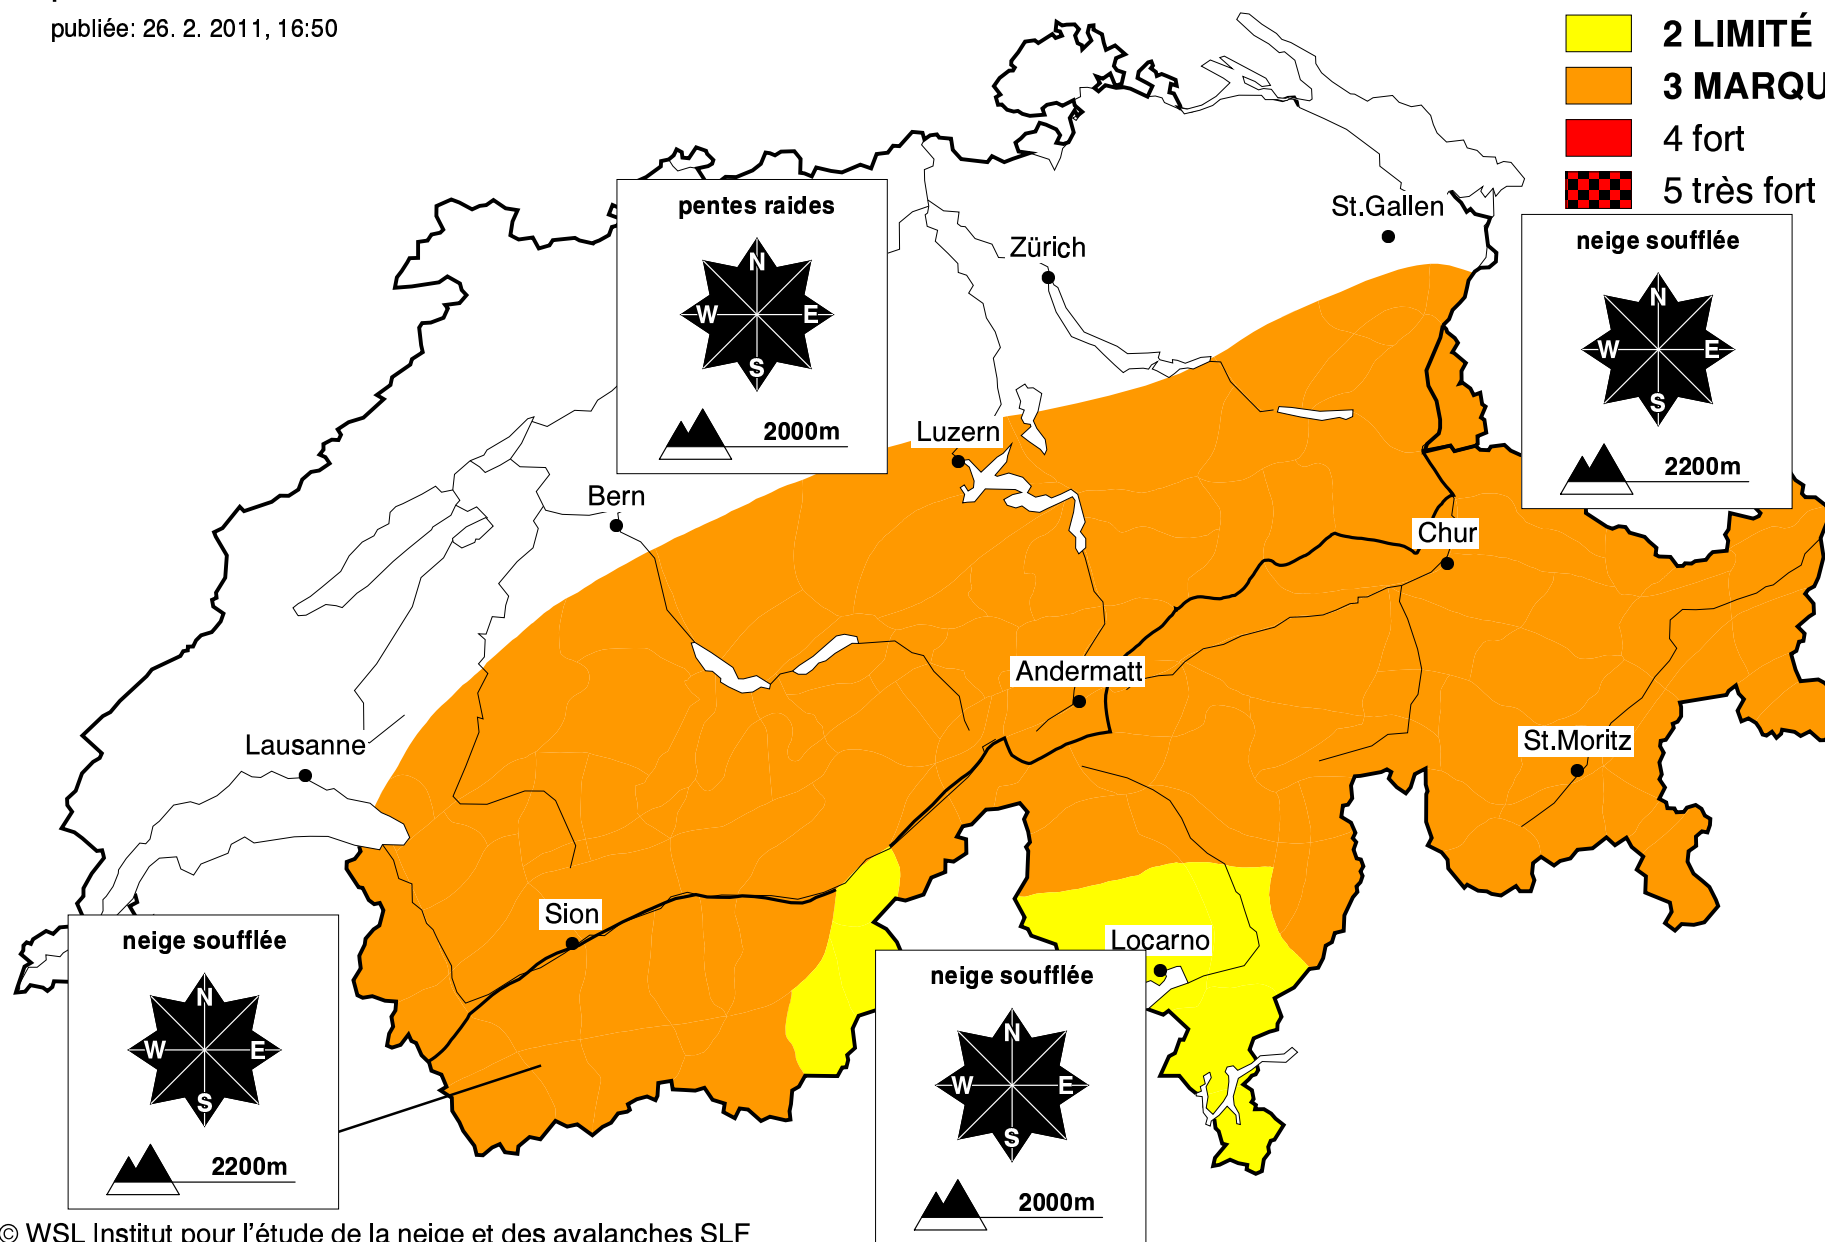 publiée: 26. 2. 2011, 16:50
2 LIMITÉ
3 MARQU
4 fort
5 très fort
pentes raides
N
W E
S
2000m
neige soufflée
N
W E
S
2200m
St.Gallen
Zürich
Luzern
Bern
Chur
Andermatt
Lausanne
St.Moritz
Sion
Locarno
neige soufflée
N
W E
S
2200m
neige soufflée
N
W E
S
2000m
© WSL Institut pour l'étude de la neige et des avalanches SLF